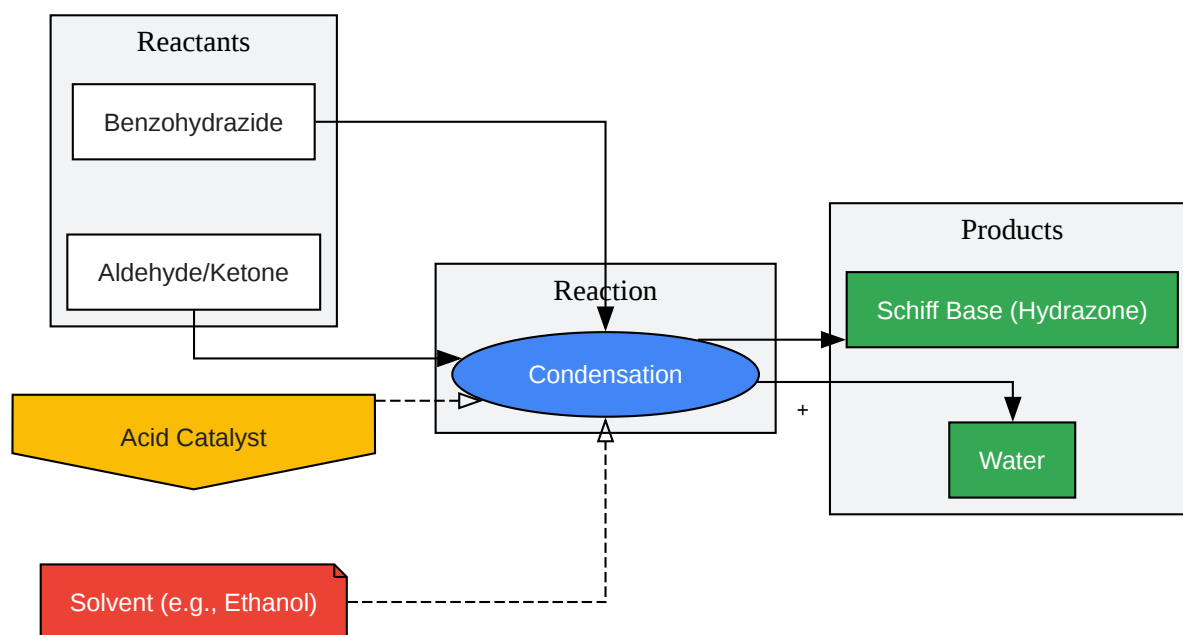 Reactants
Benzohydrazide
Aldehyde/Ketone
Reaction
Condensation
Acid Catalyst
Solvent (e.g., Ethanol)
+
Products
Schiff Base (Hydrazone)
Water